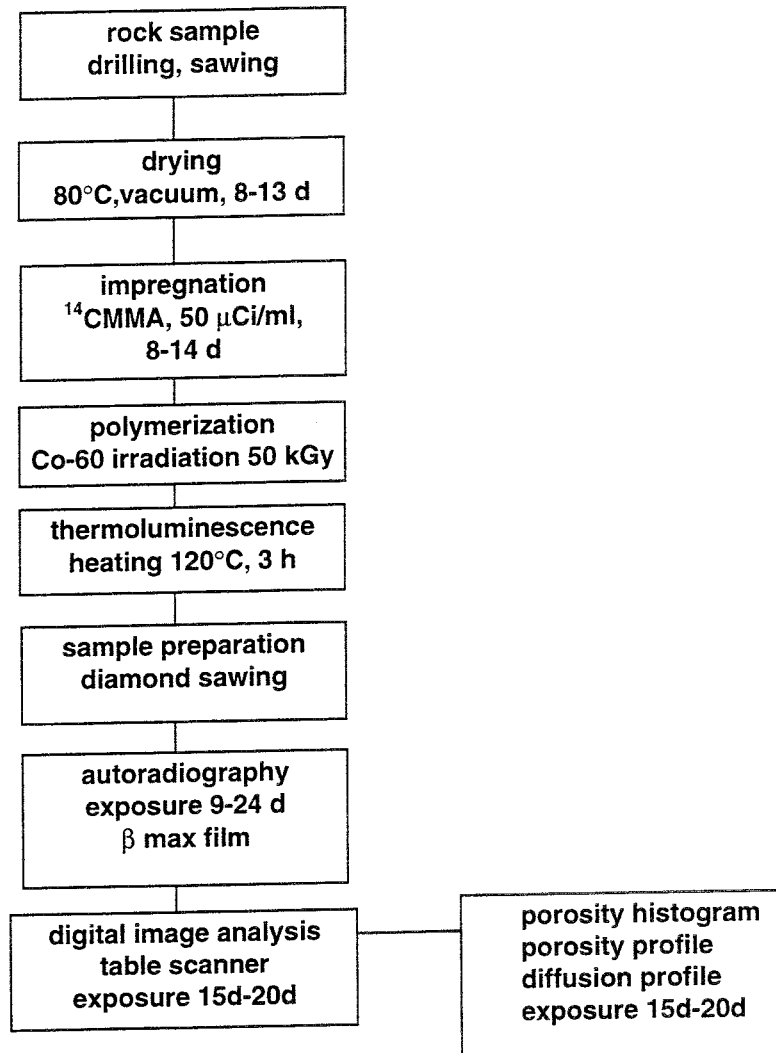 rock sample
drilling, sawing
drying
80°C,vacuum, 8-13 d
impregnation
¹⁴CMMA, 50 μCi/ml,
8-14 d
polymerization
Co-60 irradiation 50 kGy
thermoluminescence
heating 120°C, 3 h
sample preparation
diamond sawing
autoradiography
exposure 9-24 d
β max film
digital image analysis
table scanner
exposure 15d-20d
porosity histogram
porosity profile
diffusion profile
exposure 15d-20d